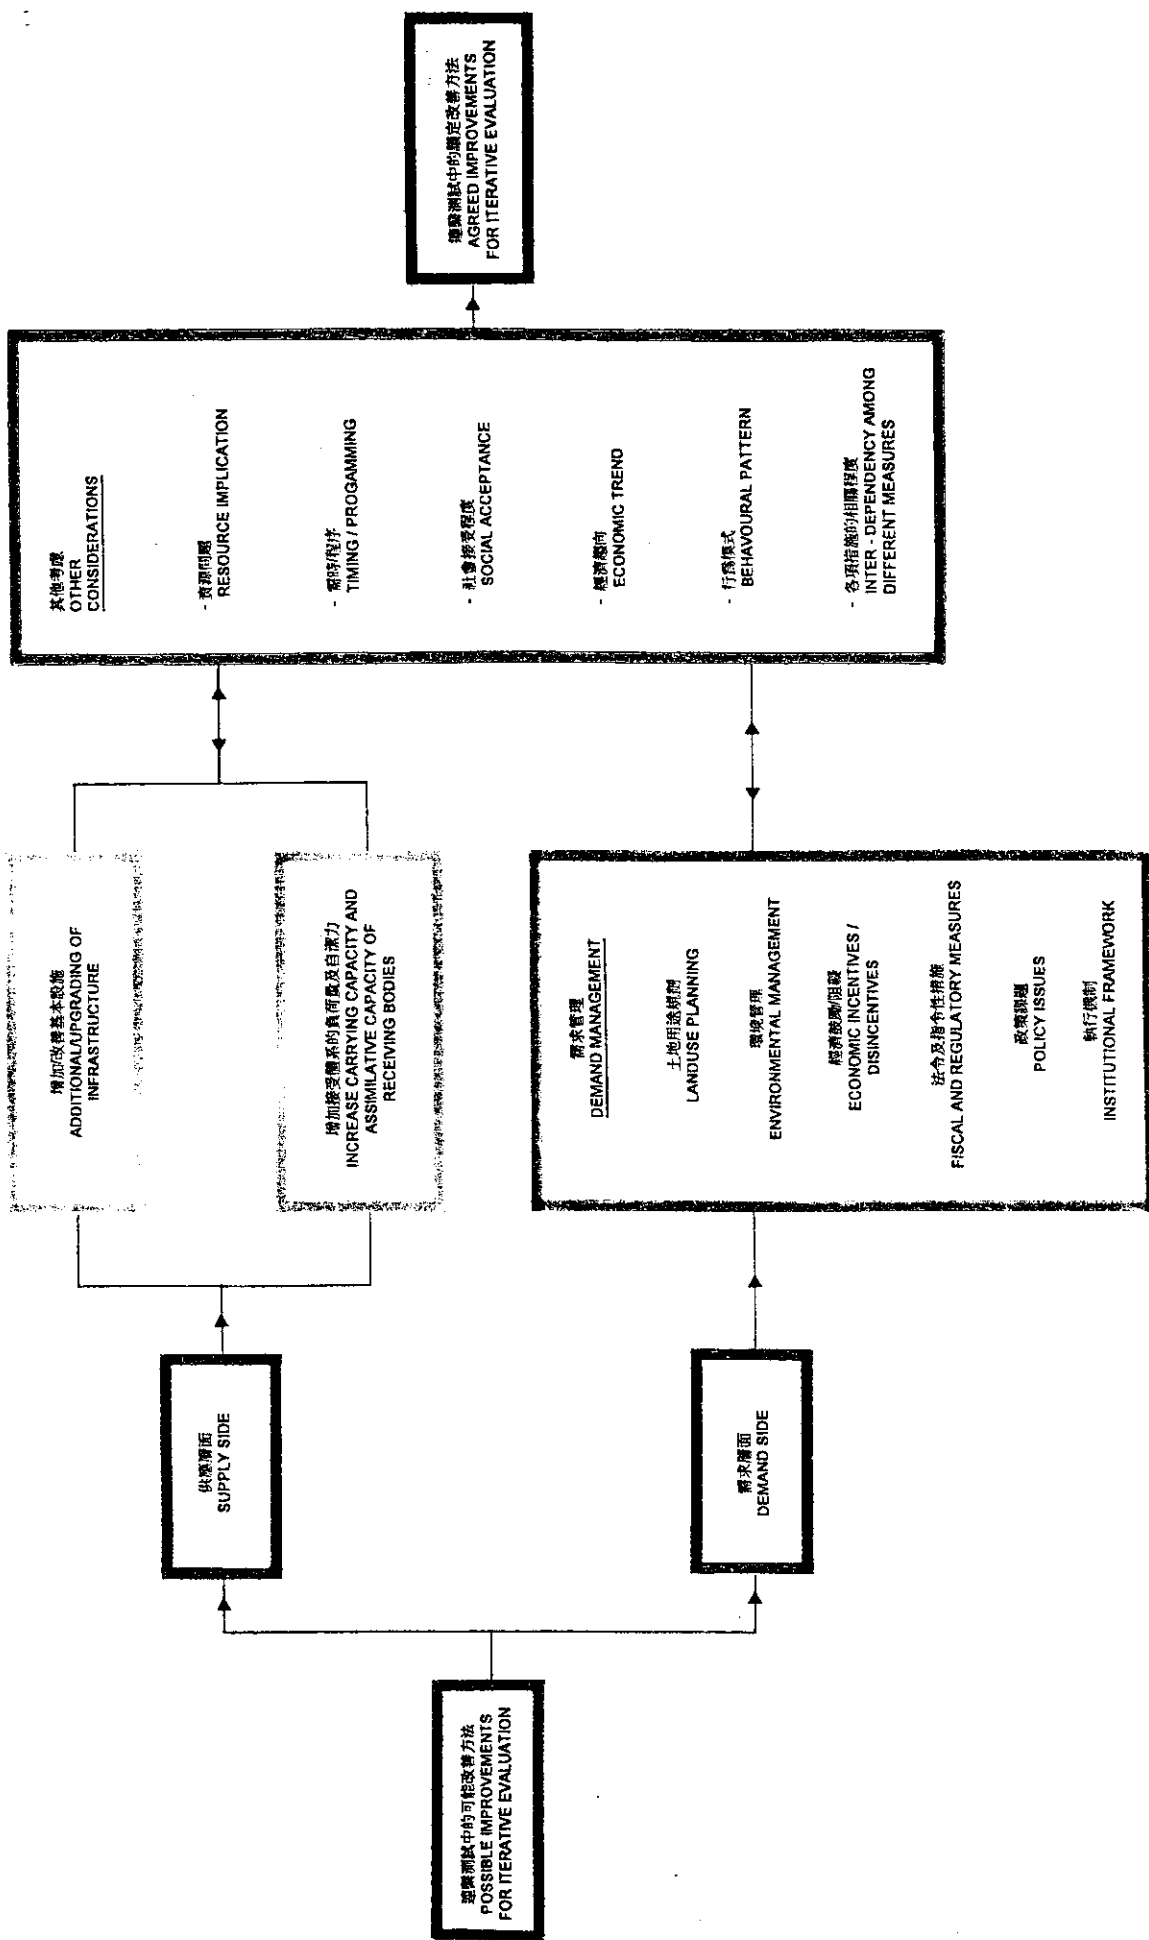 連繫測試中的可能改善方法
POSSIBLE IMPROVEMENTS
FOR ITERATIVE EVALUATION
供應層面
SUPPLY SIDE
需求層面
DEMAND SIDE
增加/改善基本設施
ADDITIONAL/UPGRADING OF
INFRASTRUCTURE
增加接受體系的負荷量及自潔力
INCREASE CARRYING CAPACITY AND
ASSIMILATIVE CAPACITY OF
RECEIVING BODIES
需求管理
DEMAND MANAGEMENT
土地用途規劃
LANDUSE PLANNING
環境管理
ENVIRONMENTAL MANAGEMENT
經濟鼓勵/阻礙
ECONOMIC INCENTIVES /
DISINCENTIVES
法令及指令性措施
FISCAL AND REGULATORY MEASURES
政策課題
POLICY ISSUES
執行機制
INSTITUTIONAL FRAMEWORK
其他考慮
OTHER
CONSIDERATIONS
- 資源問題
RESOURCE IMPLICATION
- 需時/程序
TIMING / PROGAMMING
- 社會接受程度
SOCIAL ACCEPTANCE
- 經濟趨向
ECONOMIC TREND
- 行為模式
BEHAVOURAL PATTERN
- 各項措施的相關程度
INTER - DEPENDENCY AMONG
DIFFERENT MEASURES
連繫測試中的議定改善方法
AGREED IMPROVEMENTS
FOR ITERATIVE EVALUATION